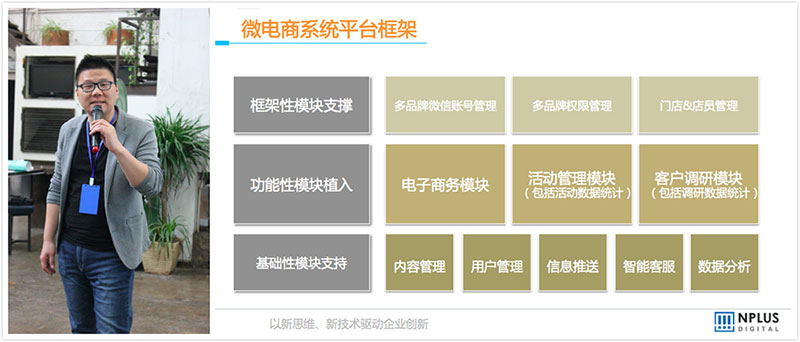 微电商系统平台框架
框架性模块支撑
多品牌微信账号管理
多品牌权限管理
门店&店员管理
功能性模块植入
电子商务模块
活动管理模块
（包括活动数据统计）
客户调研模块
（包括调研数据统计）
基础性模块支持
内容管理
用户管理
信息推送
智能客服
数据分析
以新思维、新技术驱动企业创新
NPLUS
DIGITAL